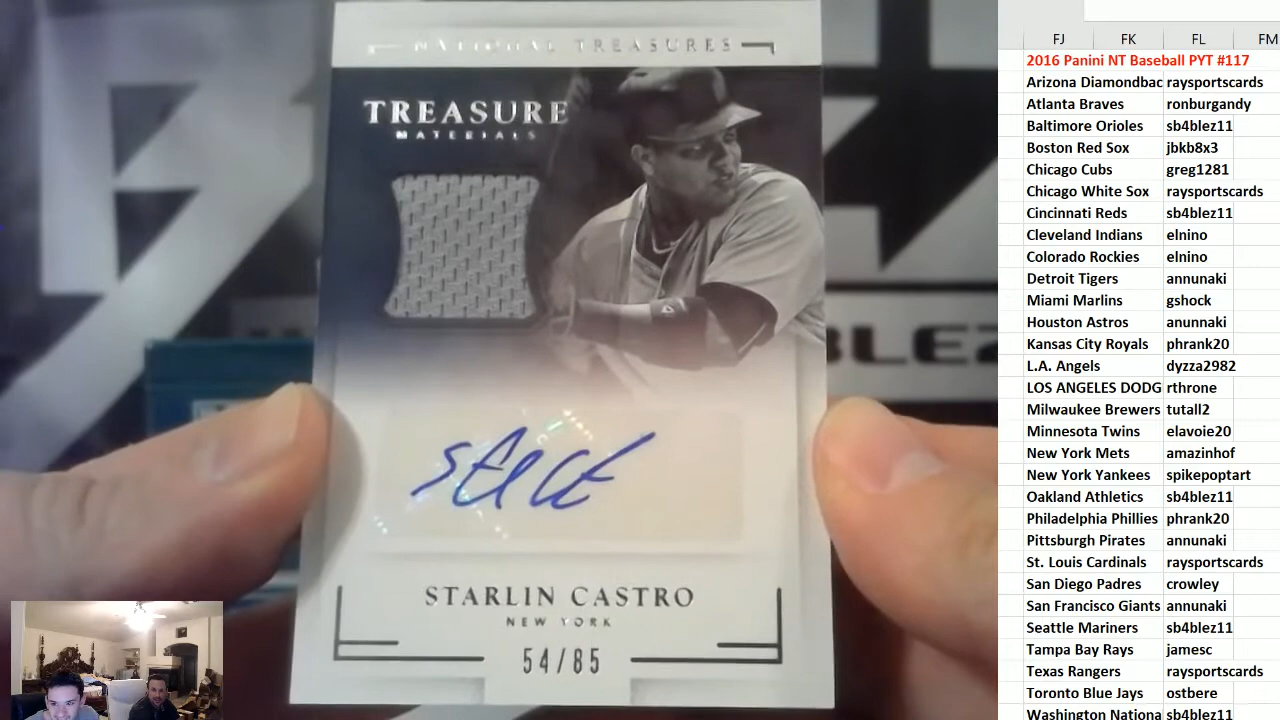 NATIONAL TREASURES
TREASURE
MATERIALS
STARLIN CASTRO
NEW YORK
54/85
BLEZ
FJ FK FL FM
2016 Panini NT Baseball PYT #117
Arizona Diamondbac raysportscards
Atlanta Braves ronburgandy
Baltimore Orioles sb4blez11
Boston Red Sox jbkb8x3
Chicago Cubs greg1281
Chicago White Sox raysportscards
Cincinnati Reds sb4blez11
Cleveland Indians elnino
Colorado Rockies elnino
Detroit Tigers annunaki
Miami Marlins gshock
Houston Astros anunnaki
Kansas City Royals phrank20
L.A. Angels dyzza2982
LOS ANGELES DODG rthrone
Milwaukee Brewers tutall2
Minnesota Twins elavoie20
New York Mets amazinhof
New York Yankees spikepoptart
Oakland Athletics sb4blez11
Philadelphia Phillies phrank20
Pittsburgh Pirates annunaki
St. Louis Cardinals raysportscards
San Diego Padres crowley
San Francisco Giants annunaki
Seattle Mariners sb4blez11
Tampa Bay Rays jamesc
Texas Rangers raysportscards
Toronto Blue Jays ostbere
Washington Nationa sb4blez11